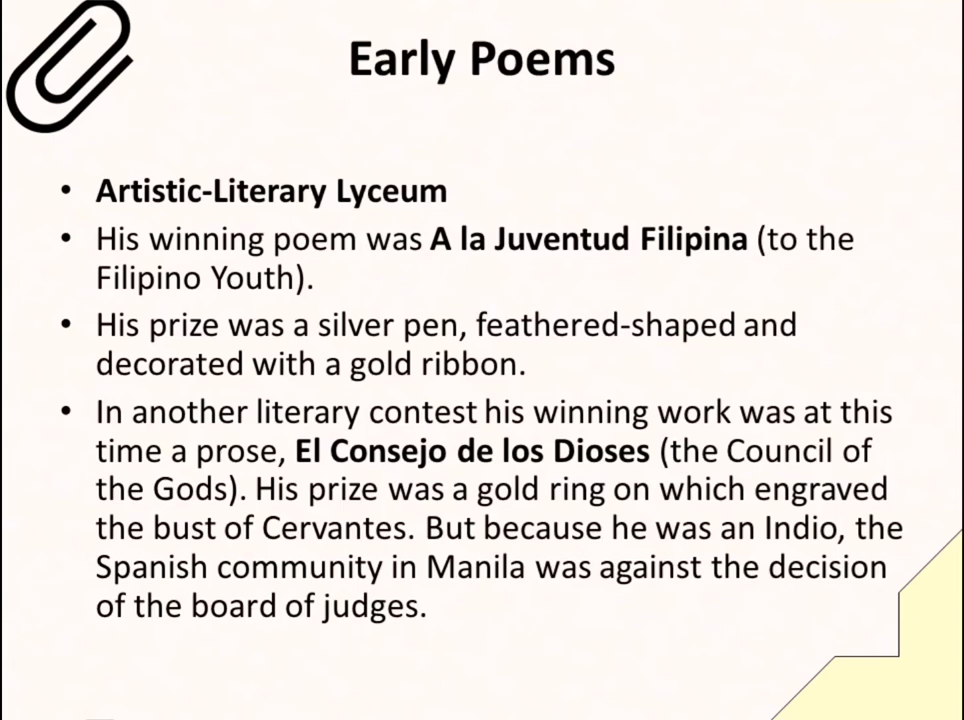 Early Poems
• Artistic-Literary Lyceum
• His winning poem was A la Juventud Filipina (to the
Filipino Youth).
• His prize was a silver pen, feathered-shaped and
decorated with a gold ribbon.
• In another literary contest his winning work was at this
time a prose, El Consejo de los Dioses (the Council of
the Gods). His prize was a gold ring on which engraved
the bust of Cervantes. But because he was an Indio, the
Spanish community in Manila was against the decision
of the board of judges.